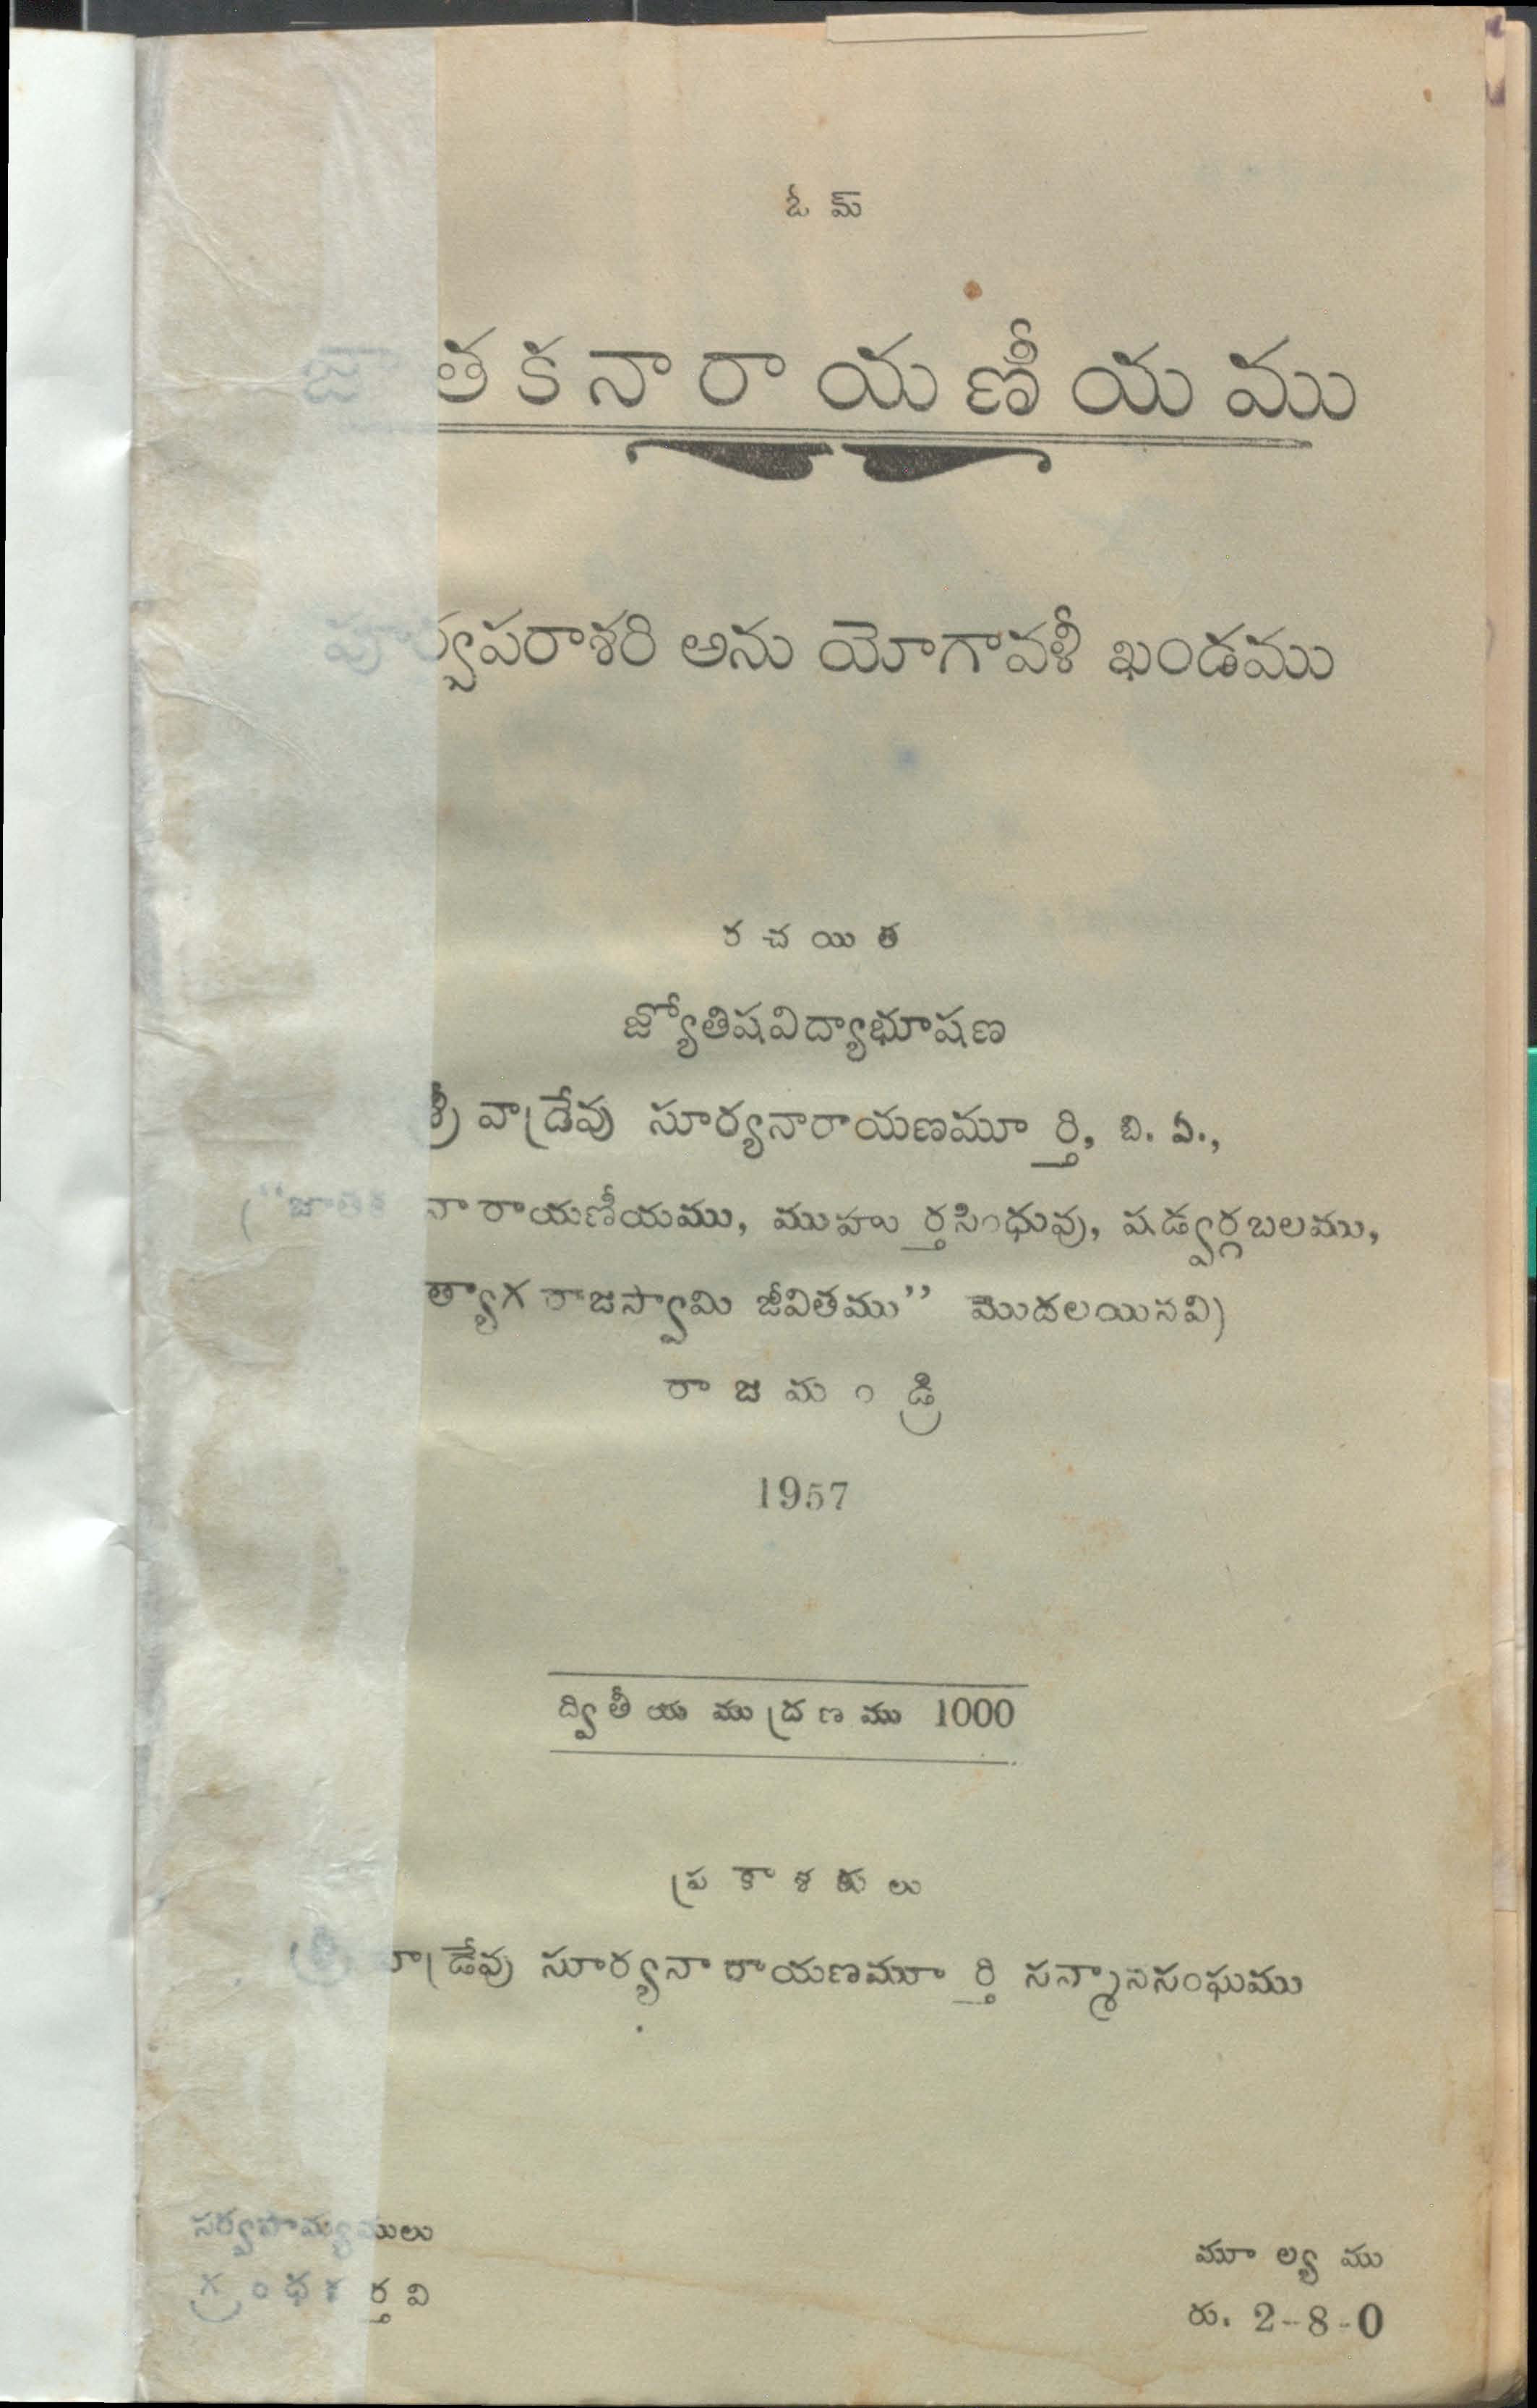 ఓమ్
జాతకనారాయణీయము
పూర్వపరాశరి అను యోగావళీ ఖండము
రచయిత
జ్యోతిషవిద్యాభూషణ
శ్రీ వాడ్రేవు సూర్యనారాయణమూర్తి, బి. ఏ.,
(“జాతక నారాయణీయము, ముహుర్తసింధువు, షడ్వర్గబలము,
త్యాగరాజస్వామి జీవితము” మొదలయినవి)
రాజమండ్రి
1957
ద్వితీయముద్రణము 1000
ప్రకాశకులు
శ్రీ వాడ్రేవు సూర్యనారాయణమూర్తి సన్మానసంఘము
సర్వస్వామ్యములు
గ్రంథకర్తవి
మూల్యము
రు. 2-8-0